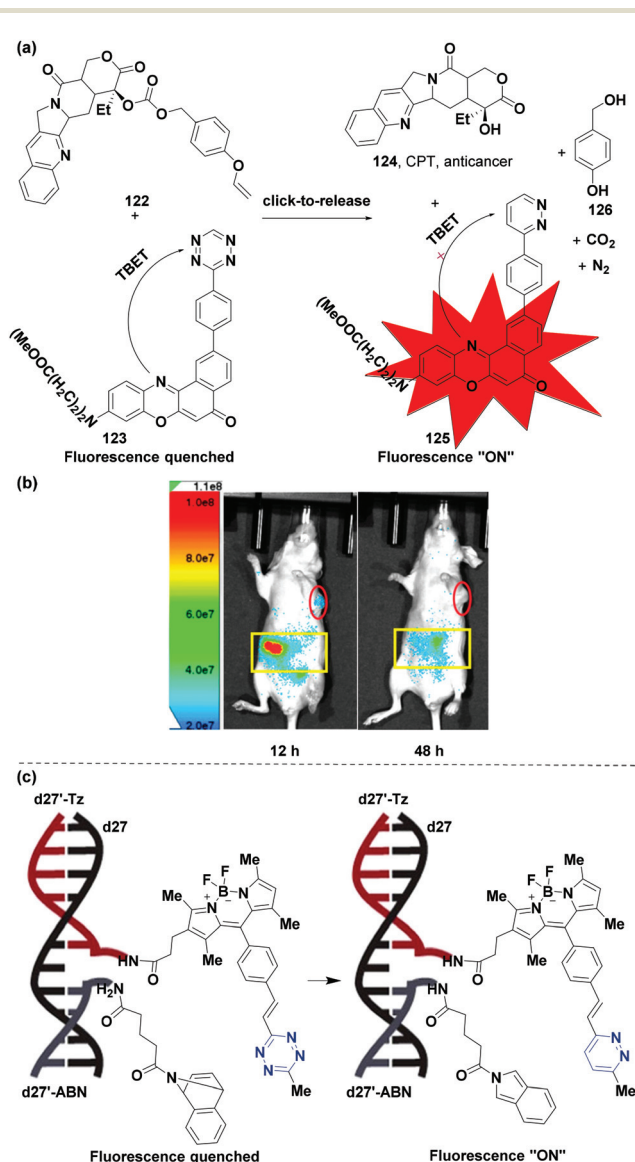 (a)
O
N
O
O
Et
O
O
O
N
O
122
+
TBET
N
N
N
N
(MeOOC(H2C)2)2N
N
O
O
123
Fluorescence quenched
click-to-release
O
N
O
O
Et
OH
N
124, CPT, anticancer
+
OH
OH
126
+
TBET
×
N
N
+ CO2
+ N2
(MeOOC(H2C)2)2N
N
O
O
125
Fluorescence "ON"
(b)
1.1e8
1.0e8
8.0e7
6.0e7
4.0e7
2.0e7
12 h
48 h
(c)
d27'-Tz
d27
HN
O
H2N
O
O
N
d27'-ABN
F
F
B
−
Me
Me
N
+
N
Me
Me
N
N
N
N
Me
Fluorescence quenched
d27'-Tz
d27
HN
O
HN
O
O
N
d27'-ABN
F
F
B
−
Me
Me
N
+
N
Me
Me
N
N
Me
Fluorescence "ON"